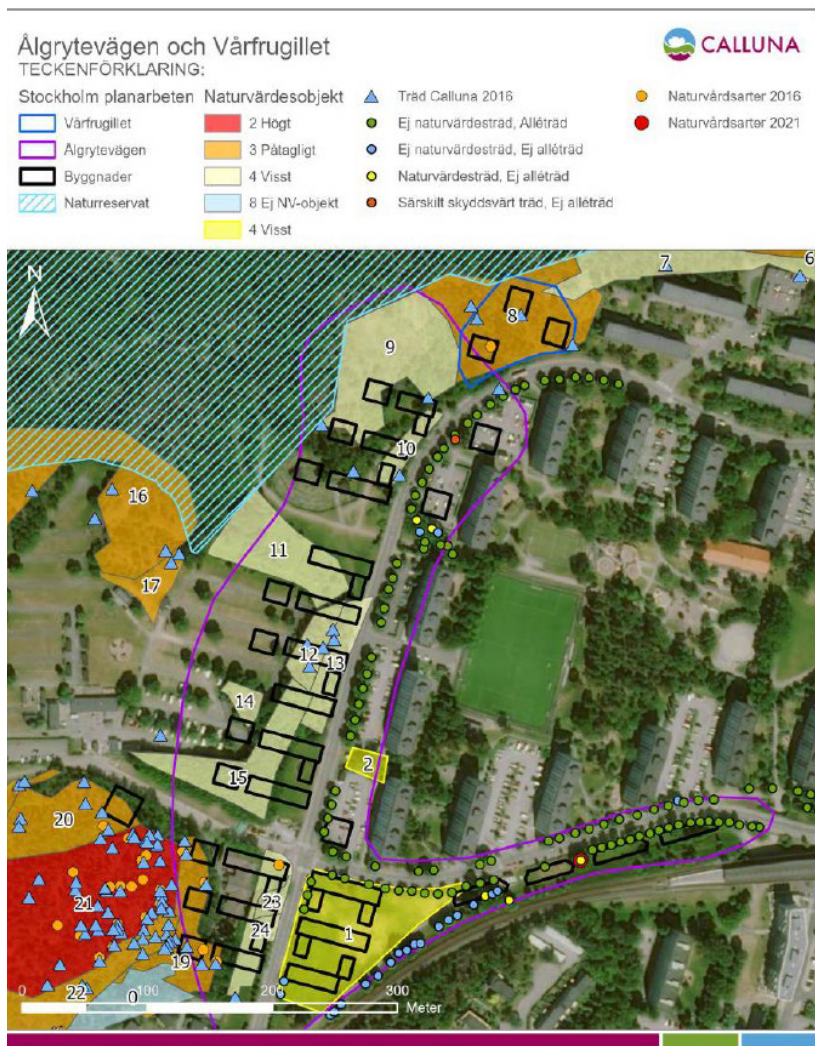 Ålgrytevägen och Vårfrugillet
CALLUNA
TECKENFÖRKLARING:
Stockholm planarbeten
Vårfrugillet
Älgrytevägen
Byggnader
Naturreservat
Naturvärdesobjekt
2 Högt
3 Påtagligt
4 Visst
8 Ej NV-objekt
4 Visst
Träd Calluna 2016
Ej naturvärdesträd, Alléträd
Ej naturvärdesträd, Ej alléträd
Naturvärdesträd, Ej alléträd
Särskilt skyddsvärt träd, Ej alléträd
Naturvårdsarter 2016
Naturvårdsarter 2021
N
7
6
8
9
10
16
11
17
12
13
14
2
15
20
21
23
24
1
19
22
0
0 100 200 300
Meter